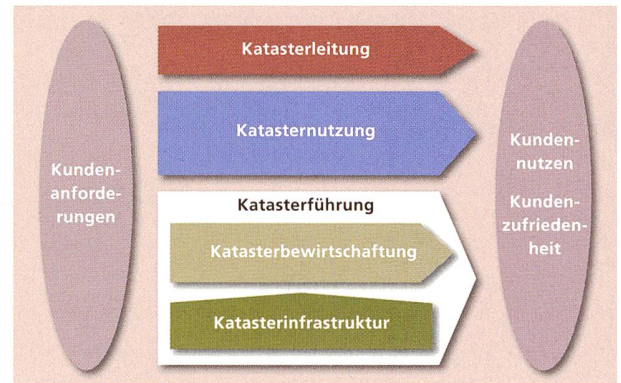 Kunden-
anforde-
rungen
Katasterleitung
Katasternutzung
Katasterführung
Katasterbewirtschaftung
Katasterinfrastruktur
Kunden-
nutzen
Kunden-
zufrieden-
heit